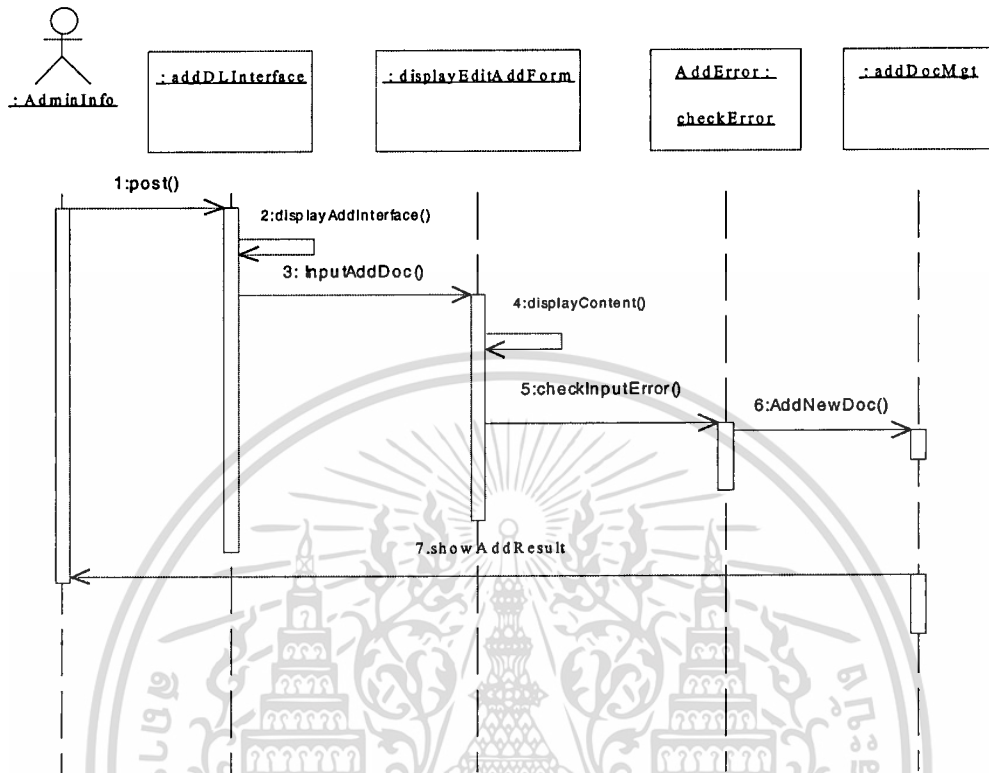 : AdminInfo
: addDLInterface
: displayEditAddForm
AddError :
checkError
: addDocMgt
1:post()
2:displayAddInterface()
3: InputAddDoc()
4:displayContent()
5:checkInputError()
6:AddNewDoc()
7.showAddResult